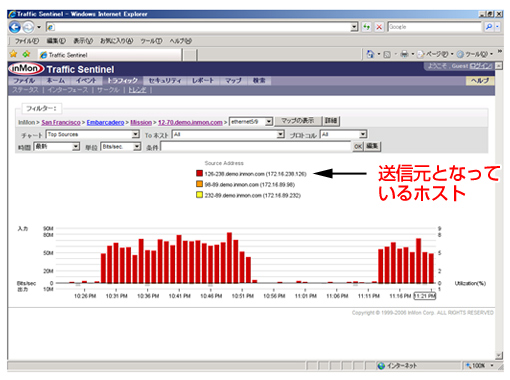 Traffic Sentinel - Windows Internet Explorer
Google
ファイル(F) 編集(E) 表示(V) お気に入り(A) ツール(T) ヘルプ(H)
Traffic Sentinel
ページ(P) ツール(O)
inMon Traffic Sentinel
ようこそ Guest ログイン
ファイル ホーム イベント トラフィック セキュリティ レポート マップ 検索 ヘルプ
ステータス | インターフェース | サークル | トレンド
フィルター:
InMon > San Francisco > Embarcadero > Mission > 12-70.demo.inmon.com > ethernet5/9 マップの表示 詳細
チャート Top Sources To ホスト All プロトコル All
時間 最新 単位 Bits/sec 条件 OK 編集
Source Address
126-238.demo.inmon.com (172.16.238.126)
98-89.demo.inmon.com (172.16.89.98)
232-89.demo.inmon.com (172.16.89.232)
送信元となって
いるホスト
入力 90M 9
80M 8
50M 5
20M 2
Bits/sec 0 0 Utilization(%)
出力 10M 1
10:26 PM 10:31 PM 10:36 PM 10:41 PM 10:46 PM 10:51 PM 10:56 PM 11:01 PM 11:06 PM 11:11 PM 11:16 PM 11:21 PM
Copyright © 1999-2006 InMon Corp. ALL RIGHTS RESERVED
インターネット 100%